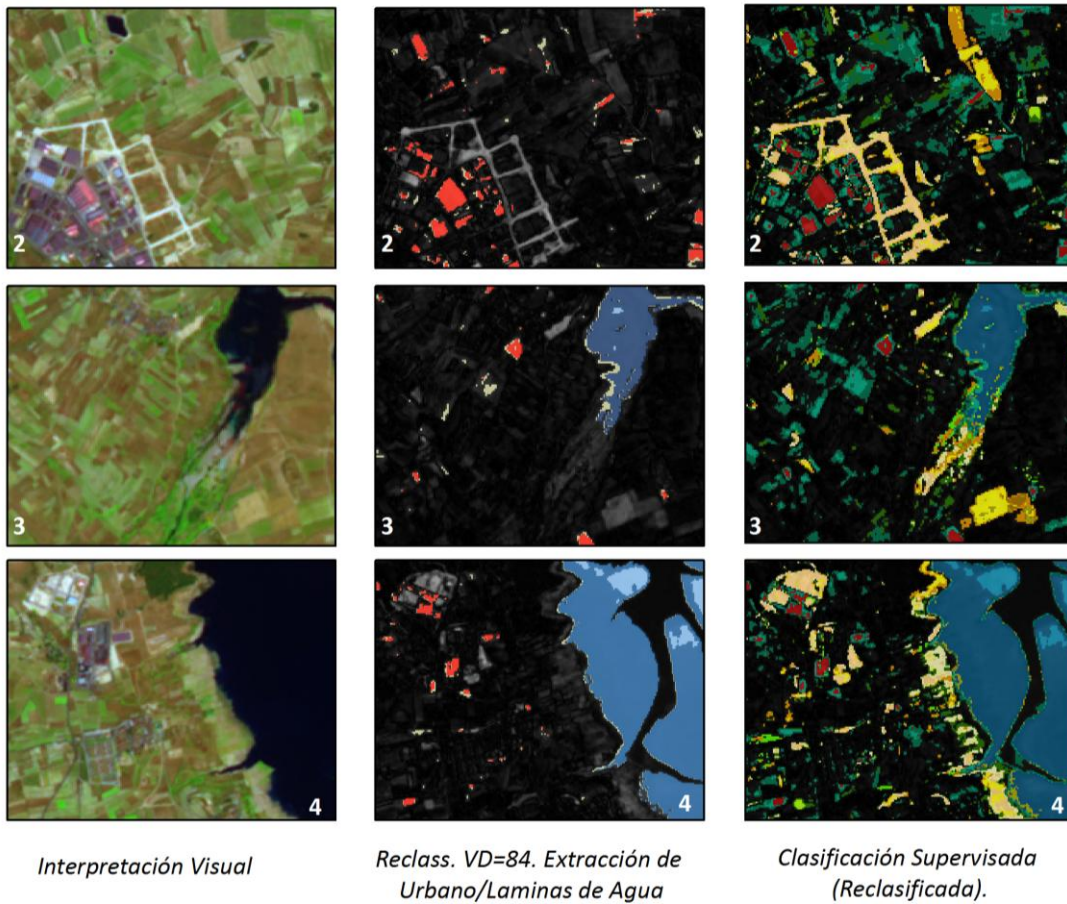 2
2
2
3
3
3
4
4
4
Interpretación Visual
Reclass. VD=84. Extracción de
Urbano/Laminas de Agua
Clasificación Supervisada
(Reclasificada).